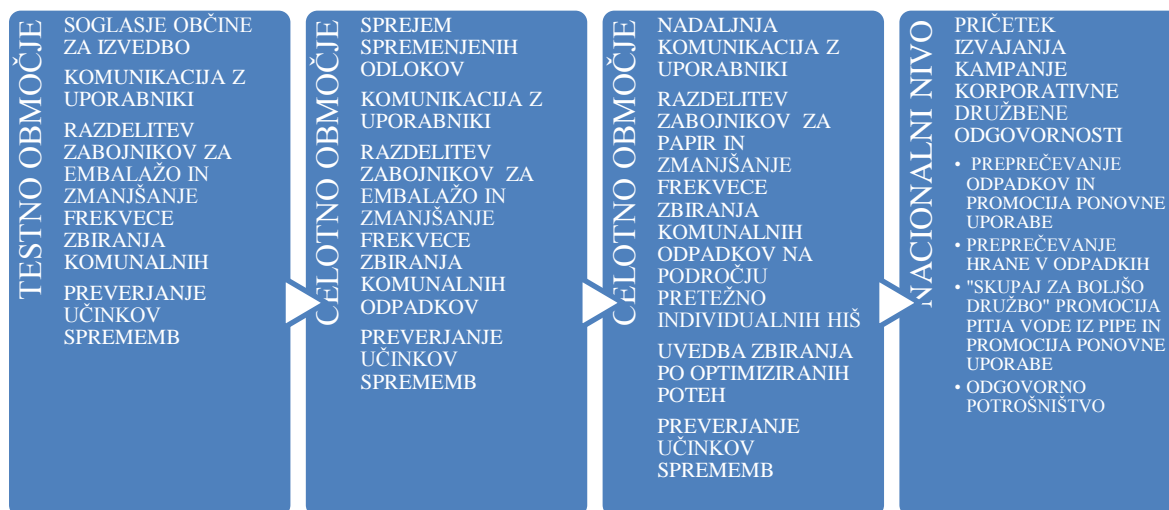 TESTNO OBMOČJE
SOGLASJE OBČINE
ZA IZVEDBO
KOMUNIKACIJA Z
UPORABNIKI
RAZDELITEV
ZABOJNIKOV ZA
EMBALAŽO IN
ZMANJŠANJE
FREKVECE
ZBIRANJA
KOMUNALNIH
PREVERJANJE
UČINKOV
SPREMEMB
CELOTNO OBMOČJE
SPREJEM
SPREMENJENIH
ODLOKOV
KOMUNIKACIJA Z
UPORABNIKI
RAZDELITEV
ZABOJNIKOV ZA
EMBALAŽO IN
ZMANJŠANJE
FREKVECE
ZBIRANJA
KOMUNALNIH
ODPADKOV
PREVERJANJE
UČINKOV
SPREMEMB
CELOTNO OBMOČJE
NADALJNJA
KOMUNIKACIJA Z
UPORABNIKI
RAZDELITEV
ZABOJNIKOV ZA
PAPIR IN
ZMANJŠANJE
FREKVECE
ZBIRANJA
KOMUNALNIH
ODPADKOV NA
PODROČJU
PRETEŽNO
INDIVIDUALNIH HIŠ
UVEDBA ZBIRANJA
PO OPTIMIZIRANIH
POTEH
PREVERJANJE
UČINKOV
SPREMEMB
NACIONALNI NIVO
PRIČETEK
IZVAJANJA
KAMPANJE
KORPORATIVNE
DRUŽBENE
ODGOVORNOSTI
• PREPREČEVANJE
ODPADKOV IN
PROMOCIJA PONOVNE
UPORABE
• PREPREČEVANJE
HRANE V ODPADKIH
• "SKUPAJ ZA BOLJŠO
DRUŽBO" PROMOCIJA
PITJA VODE IZ PIPE IN
PROMOCIJA PONOVNE
UPORABE
• ODGOVORNO
POTROŠNIŠTVO